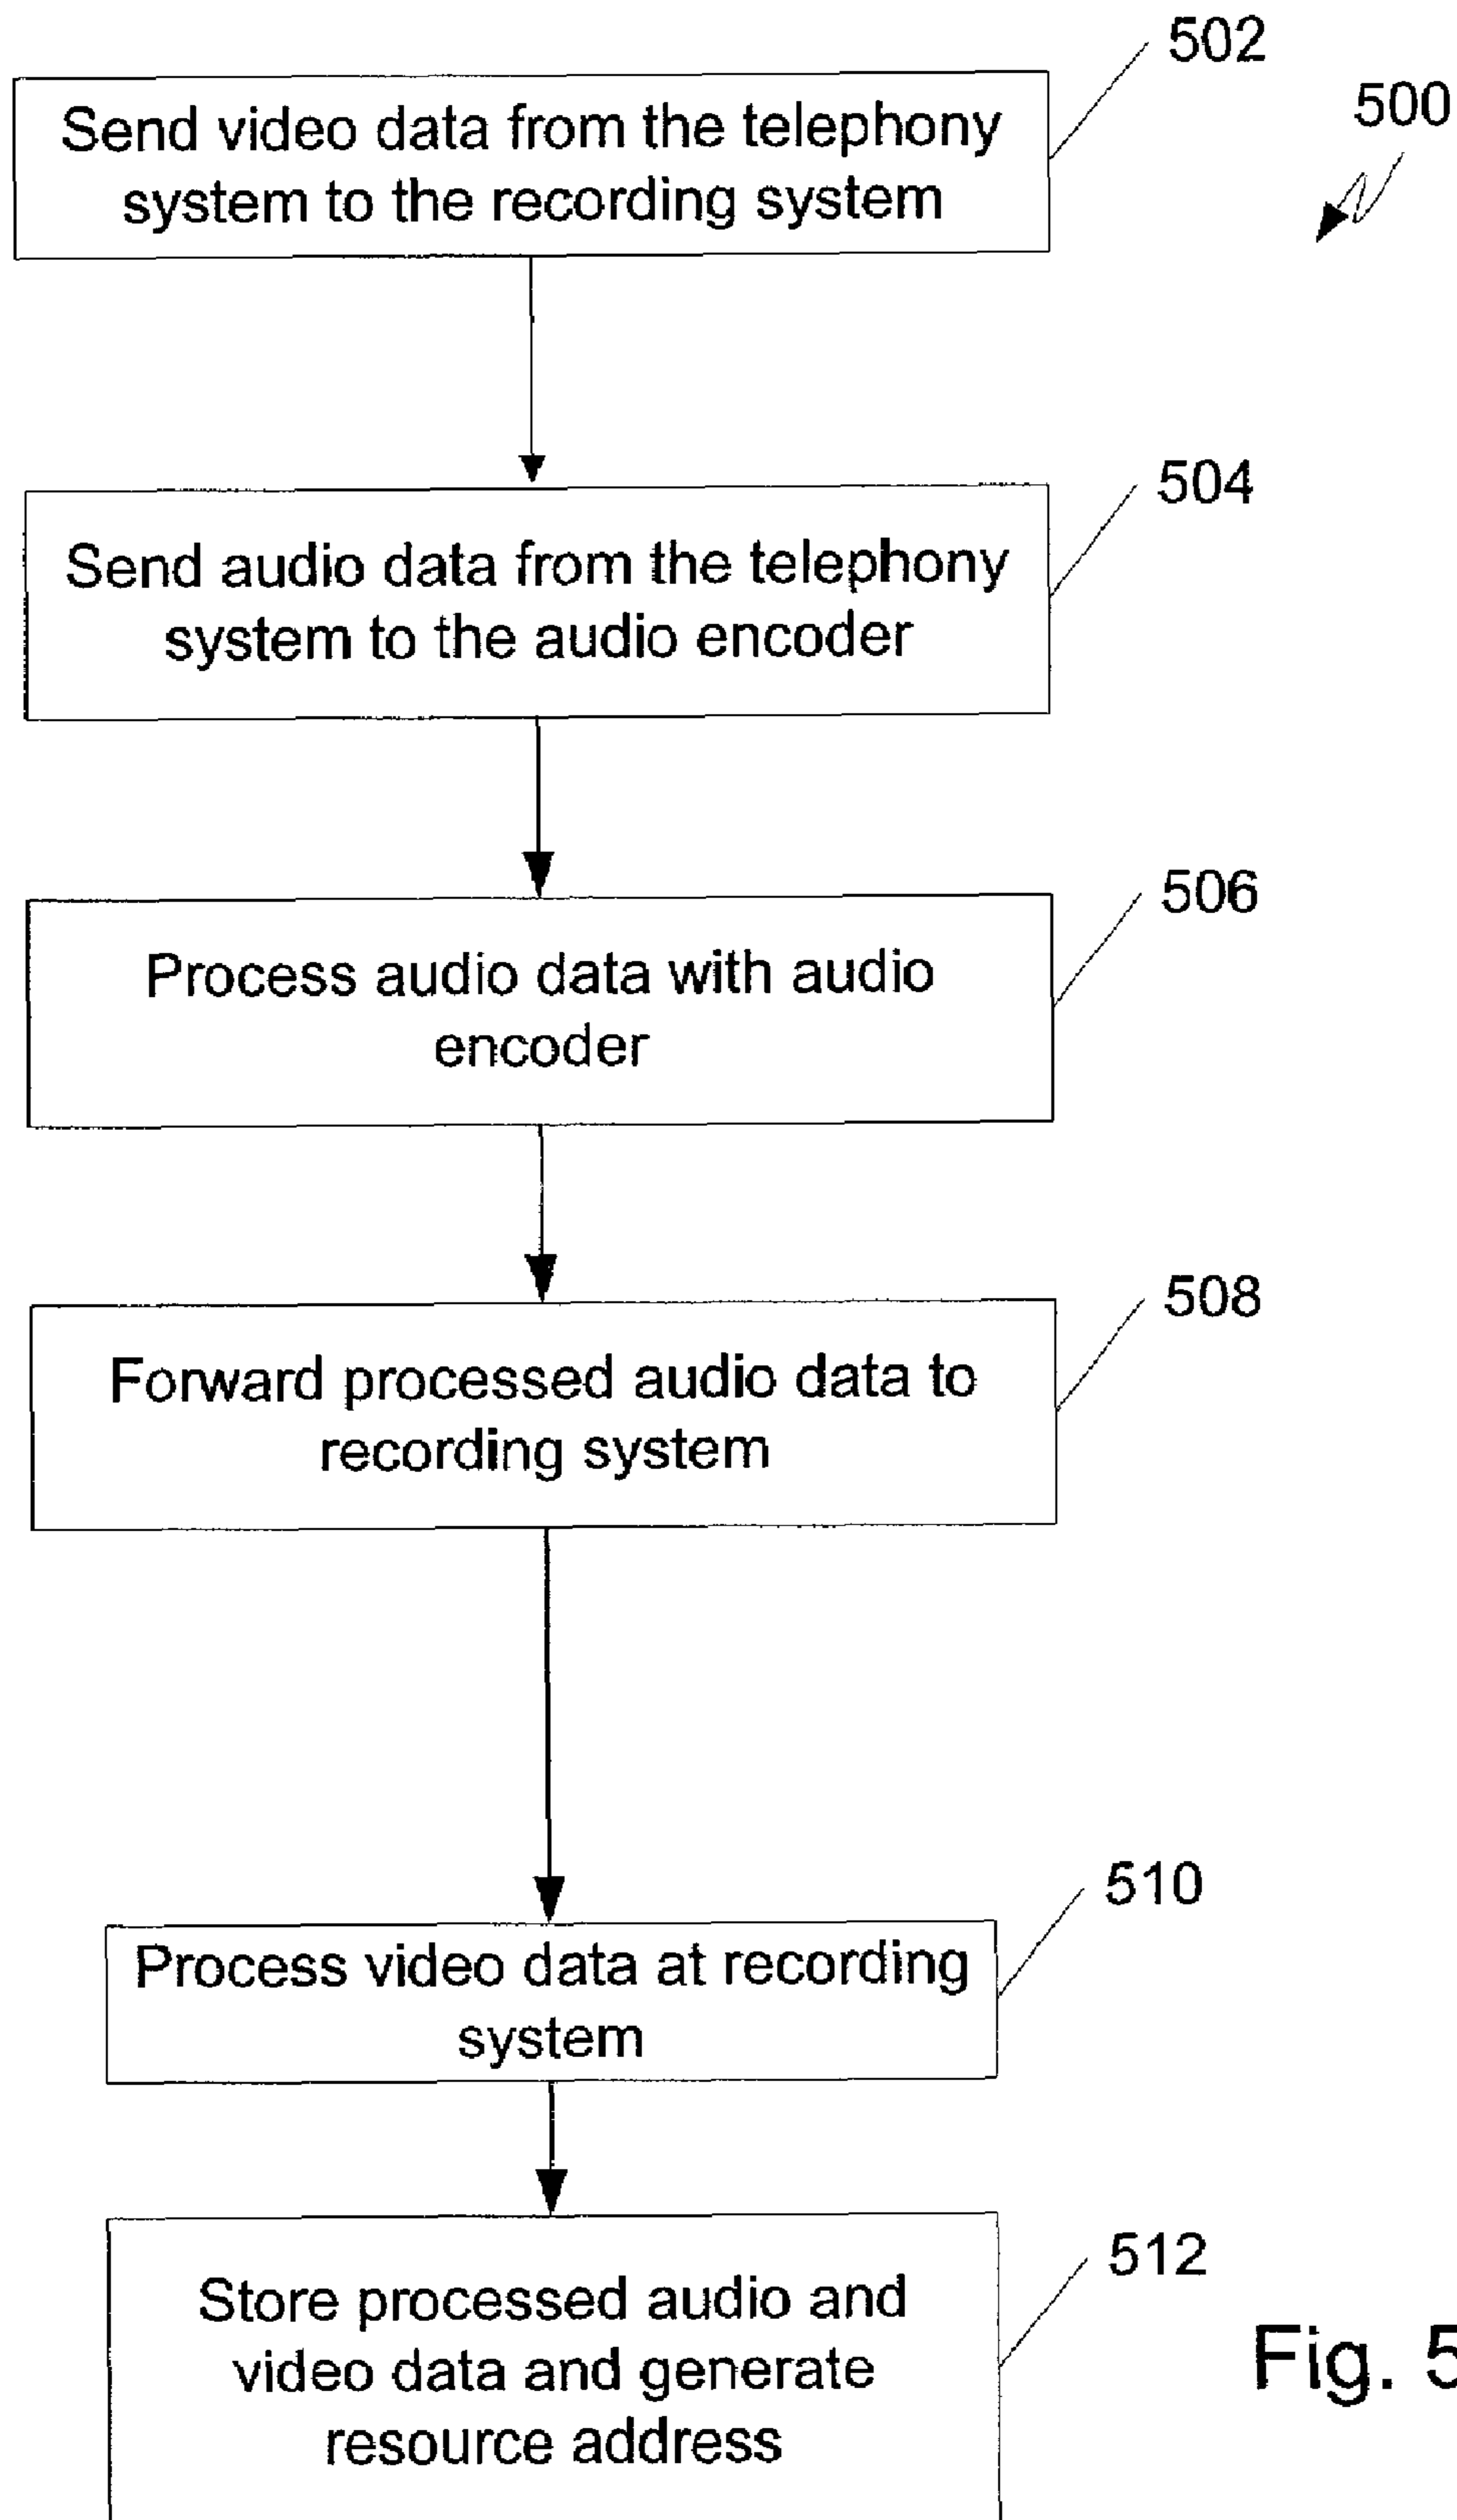 502
500
Send video data from the telephony
system to the recording system
504
Send audio data from the telephony
system to the audio encoder
506
Process audio data with audio
encoder
508
Forward processed audio data to
recording system
510
Process video data at recording
system
512
Store processed audio and
video data and generate
resource address
Fig. 5